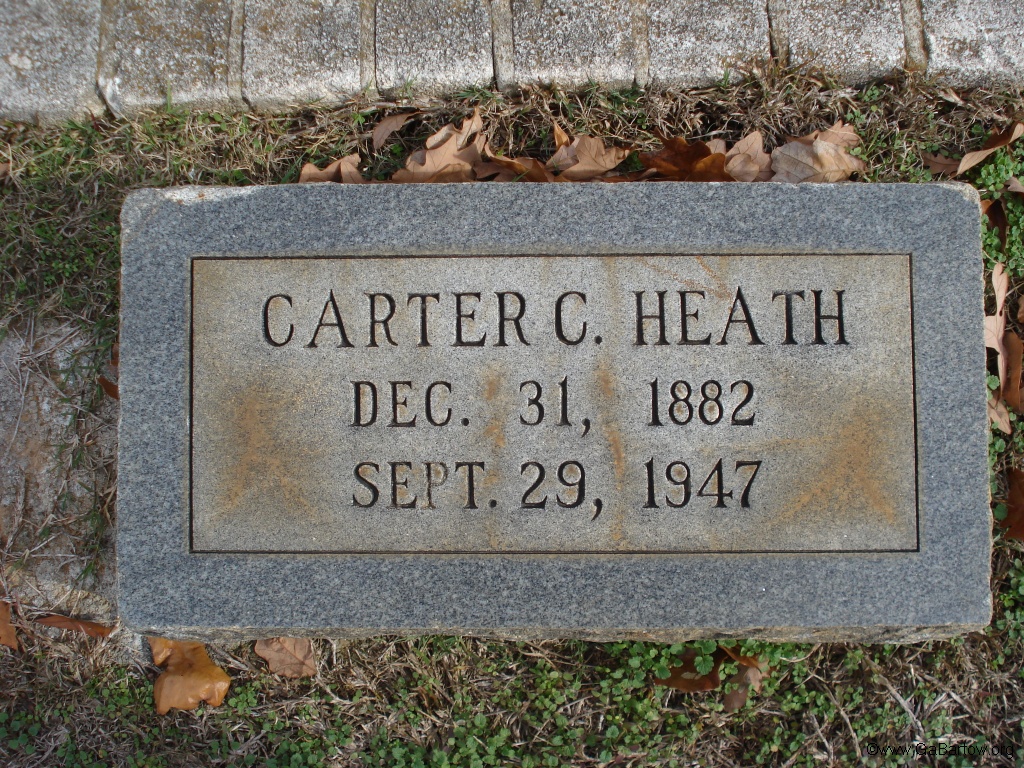 CARTER C. HEATH
DEC. 31, 1882
SEPT. 29, 1947
©www.GaBartow.org